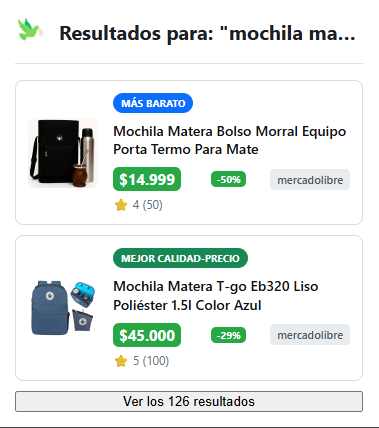 Resultados para: "mochila ma...
MÁS BARATO
Mochila Matera Bolso Morral Equipo
Porta Termo Para Mate
$14.999
-50%
mercadolibre
4 (50)
MEJOR CALIDAD-PRECIO
Mochila Matera T-go Eb320 Liso
Poliéster 1.5l Color Azul
$45.000
-29%
mercadolibre
5 (100)
Ver los 126 resultados